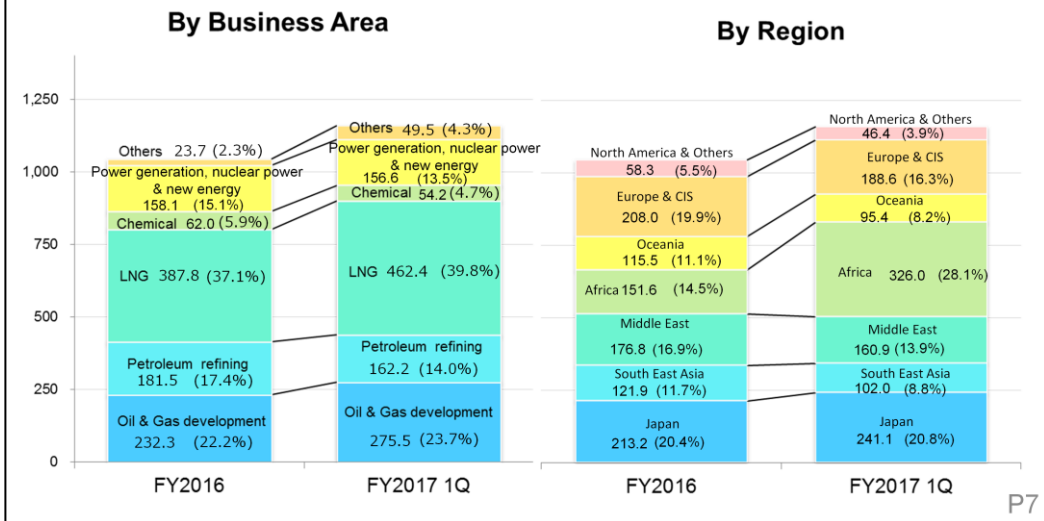 By Business Area
1,250
1,000
750
500
250
0
Others 23.7 (2.3%)
Power generation, nuclear power
& new energy
158.1 (15.1%)
Chemical 62.0 (5.9%)
LNG 387.8 (37.1%)
Petroleum refining
181.5 (17.4%)
Oil & Gas development
232.3 (22.2%)
FY2016
Others 49.5 (4.3%)
Power generation, nuclear power
& new energy
156.6 (13.5%)
Chemical 54.2 (4.7%)
LNG 462.4 (39.8%)
Petroleum refining
162.2 (14.0%)
Oil & Gas development
275.5 (23.7%)
FY2017 1Q
By Region
North America & Others
58.3 (5.5%)
Europe & CIS
208.0 (19.9%)
Oceania
115.5 (11.1%)
Africa 151.6 (14.5%)
Middle East
176.8 (16.9%)
South East Asia
121.9 (11.7%)
Japan
213.2 (20.4%)
FY2016
North America & Others
46.4 (3.9%)
Europe & CIS
188.6 (16.3%)
Oceania
95.4 (8.2%)
Africa 326.0 (28.1%)
Middle East
160.9 (13.9%)
South East Asia
102.0 (8.8%)
Japan
241.1 (20.8%)
FY2017 1Q
P7